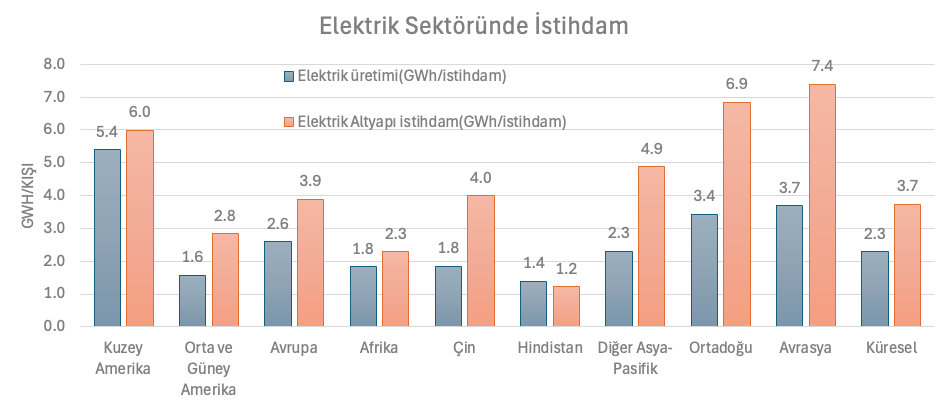 Elektrik Sektöründe İstihdam
8.0
7.0
6.0
5.0
4.0
3.0
2.0
1.0
0.0
GWH/KIŞI
Elektrik üretimi(GWh/istihdam)
Elektrik Altyapı istihdam(GWh/istihdam)
5.4
6.0
1.6
2.8
2.6
3.9
1.8
2.3
1.8
4.0
1.4
1.2
2.3
4.9
3.4
6.9
3.7
7.4
2.3
3.7
Kuzey
Amerika
Orta ve
Güney
Amerika
Avrupa
Afrika
Çin
Hindistan
Diğer Asya-
Pasifik
Ortadoğu
Avrasya
Küresel